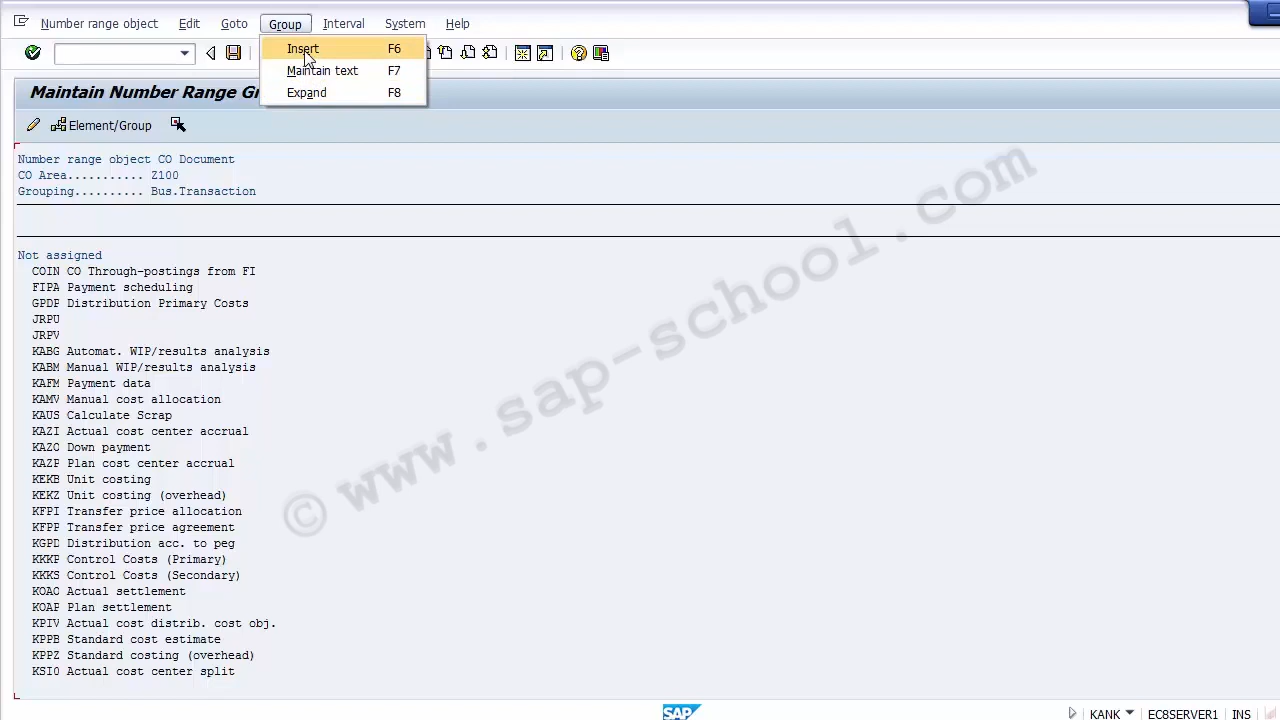 Number range object Edit Goto Group Interval System Help
Insert F6
Maintain text F7
Expand F8
Maintain Number Range Gr
Element/Group
Number range object CO Document
CO Area........... Z100
Grouping.......... Bus.Transaction
Not assigned
COIN CO Through-postings from FI
FIPA Payment scheduling
GPDP Distribution Primary Costs
JRPU
JRPV
KABG Automat. WIP/results analysis
KABM Manual WIP/results analysis
KAFM Payment data
KAMV Manual cost allocation
KAUS Calculate Scrap
KAZI Actual cost center accrual
KAZO Down payment
KAZP Plan cost center accrual
KEKB Unit costing
KEKZ Unit costing (overhead)
KFPI Transfer price allocation
KFPP Transfer price agreement
KGPD Distribution acc. to peg
KKKP Control Costs (Primary)
KKKS Control Costs (Secondary)
KOAO Actual settlement
KOAP Plan settlement
KPIV Actual cost distrib. cost obj.
KPPB Standard cost estimate
KPPZ Standard costing (overhead)
KSI0 Actual cost center split
© www.sap-school.com
SAP
KANK EC8SERVER1 INS